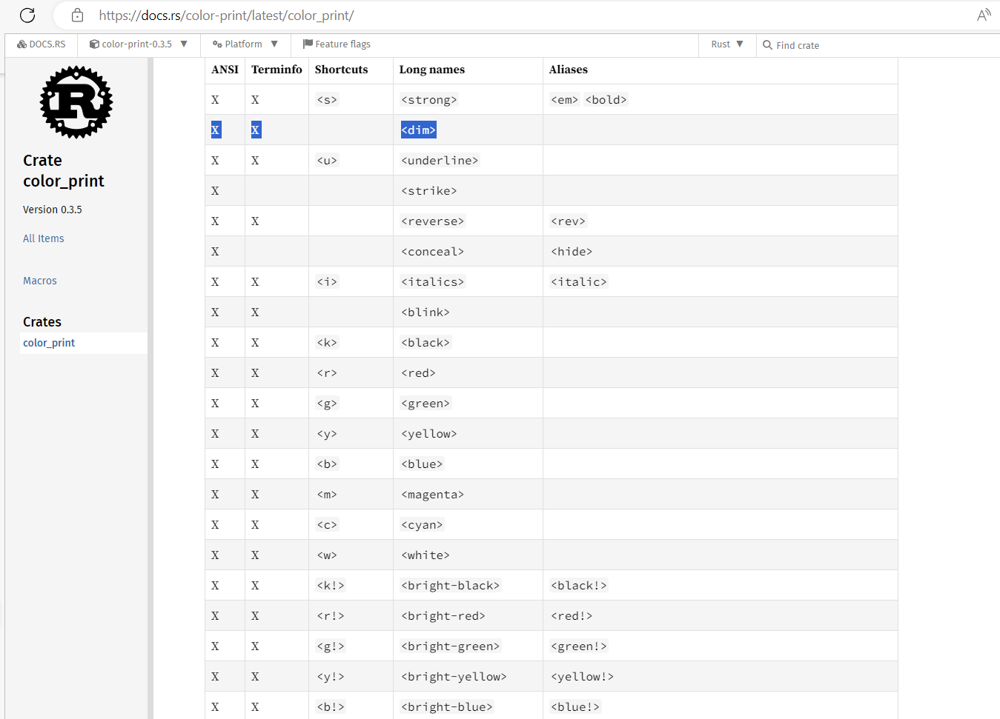 https://docs.rs/color-print/latest/color_print/
DOCS.RS color-print-0.3.5 Platform Feature flags Rust Find crate
Crate
color_print
Version 0.3.5
All Items
Macros
Crates
color_print
ANSI Terminfo Shortcuts Long names Aliases
X X <s> <strong> <em> <bold>
X X <dim>
X X <u> <underline>
X <strike>
X X <reverse> <rev>
X <conceal> <hide>
X X <i> <italics> <italic>
X X <blink>
X X <k> <black>
X X <r> <red>
X X <g> <green>
X X <y> <yellow>
X X <b> <blue>
X X <m> <magenta>
X X <c> <cyan>
X X <w> <white>
X X <k!> <bright-black> <black!>
X X <r!> <bright-red> <red!>
X X <g!> <bright-green> <green!>
X X <y!> <bright-yellow> <yellow!>
X X <b!> <bright-blue> <blue!>